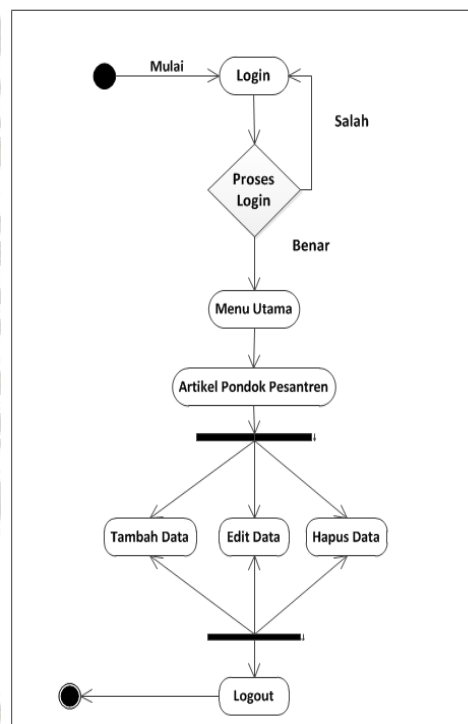 Mulai
Login
Salah
Proses
Login
Benar
Menu Utama
Artikel Pondok Pesantren
Tambah Data
Edit Data
Hapus Data
Logout